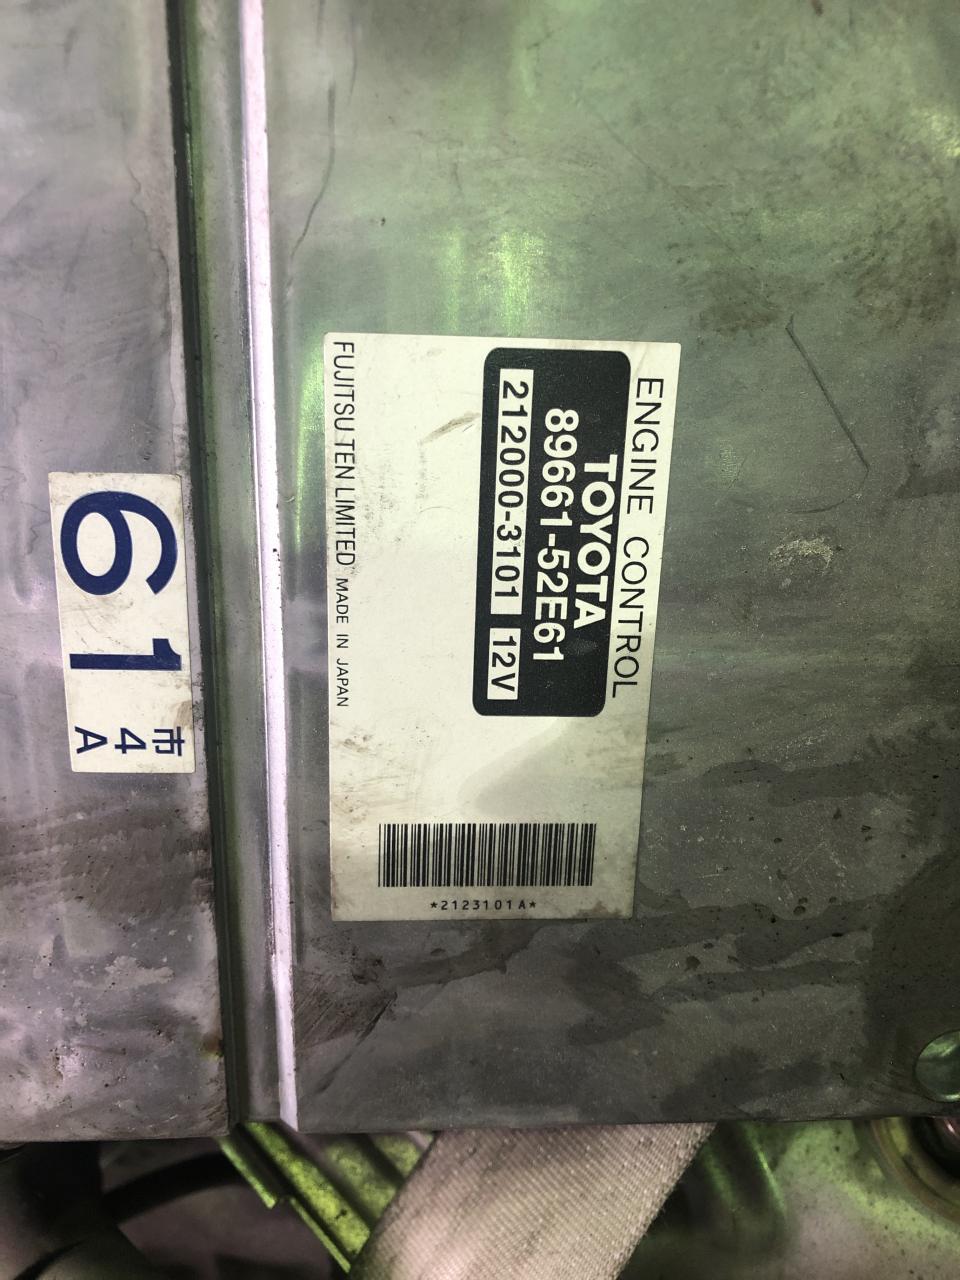 ENGINE CONTROL
TOYOTA
89661-52E61
212000-3101 12V
FUJITSU TEN LIMITED MADE IN JAPAN
*2123101A*
61
市
4
A